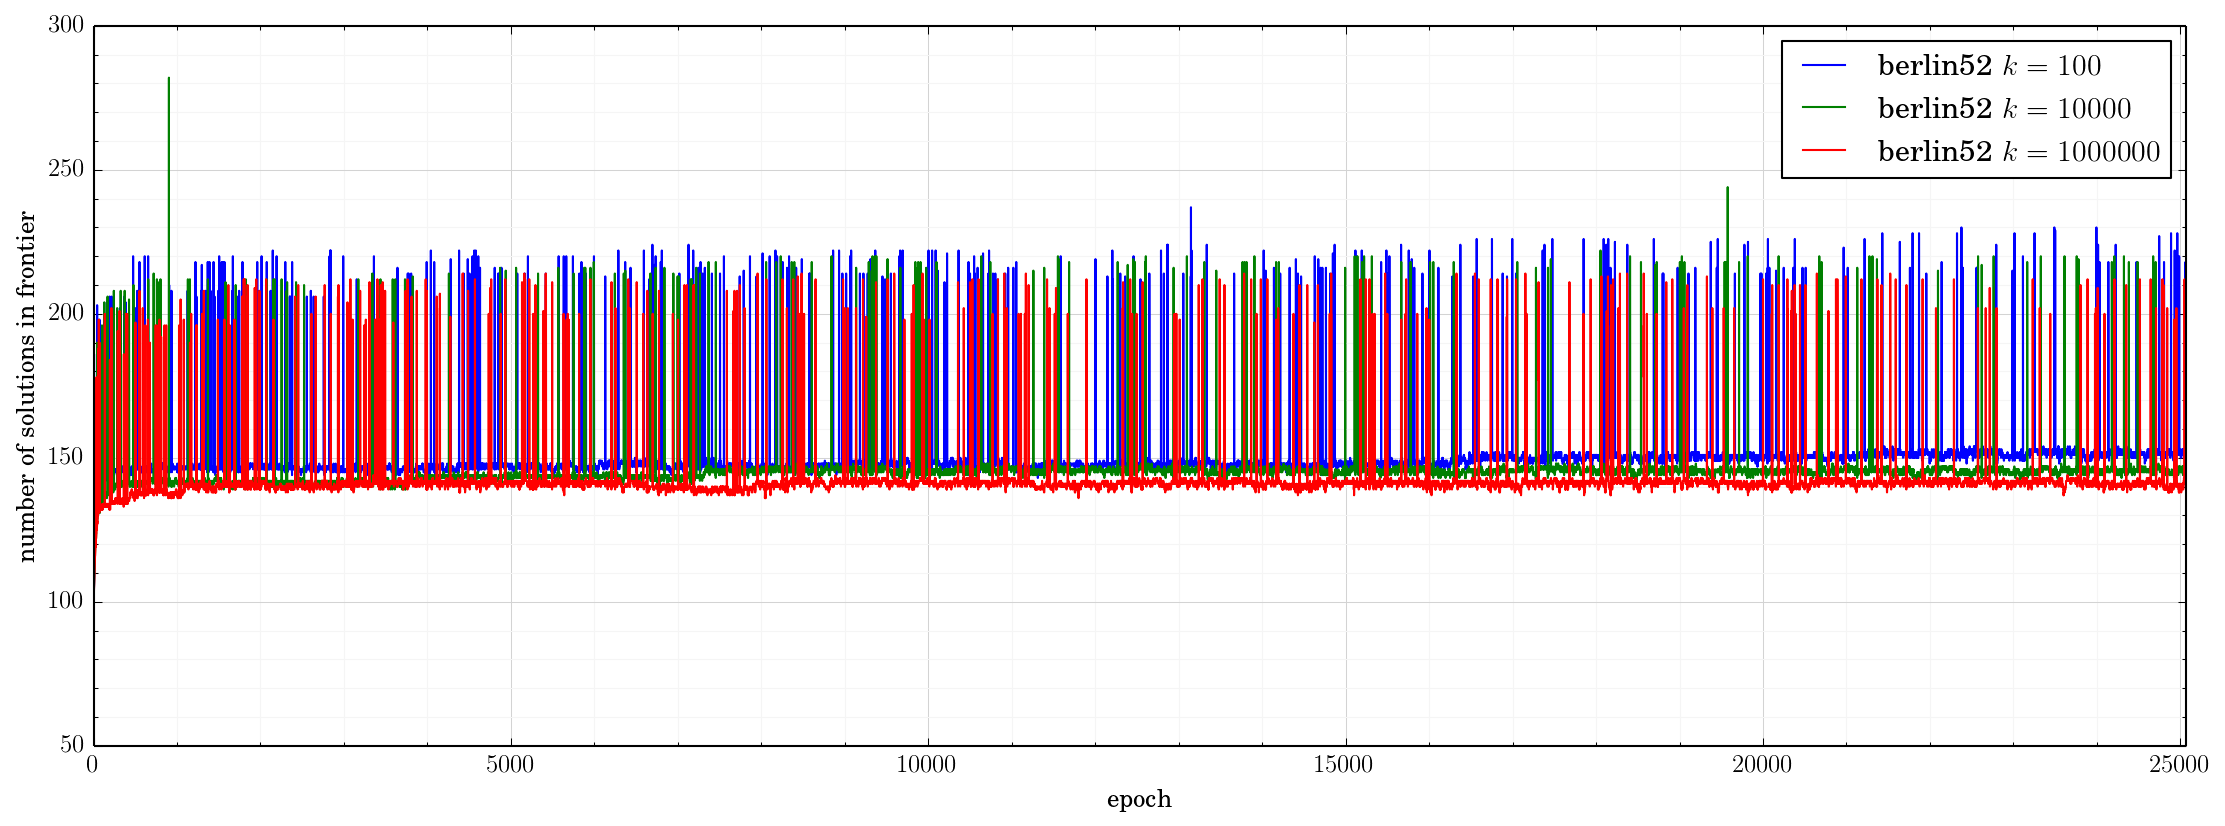 300
250
200
150
100
50
number of solutions in frontier
berlin52 k = 100
berlin52 k = 10000
berlin52 k = 1000000
0 5000 10000 15000 20000 25000
epoch